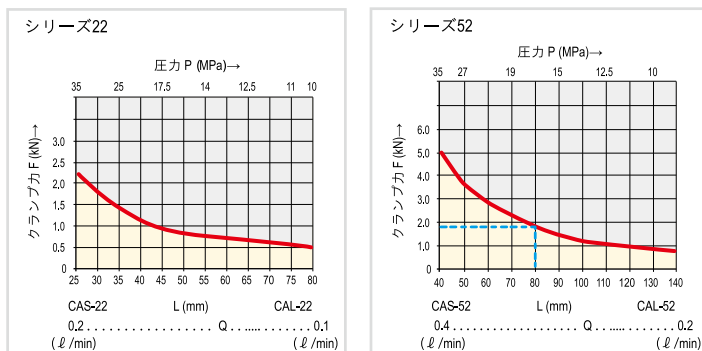 シリーズ22
圧力 P (MPa)→
35 25 17.5 14 12.5 11 10
クランプ力 F (kN)→
3.0
2.5
2.0
1.5
1.0
0.5
0
25 30 35 40 45 50 55 60 65 70 75 80
CAS-22 L (mm) CAL-22
0.2 . . . . . . . . . . . . . . . . . Q . . ..... . . . . . . . 0.1
(ℓ/min) (ℓ/min)
シリーズ52
圧力 P (MPa)→
35 27 19 15 12.5 10
クランプ力 F (kN)→
6.0
5.0
4.0
3.0
2.0
1.0
0
40 50 60 70 80 90 100 110 120 130 140
CAS-52 L (mm) CAL-52
0.4 . . . . . . . . . . . . . . . . . Q . . ..... . . . . . . . 0.2
(ℓ/min) (ℓ/min)